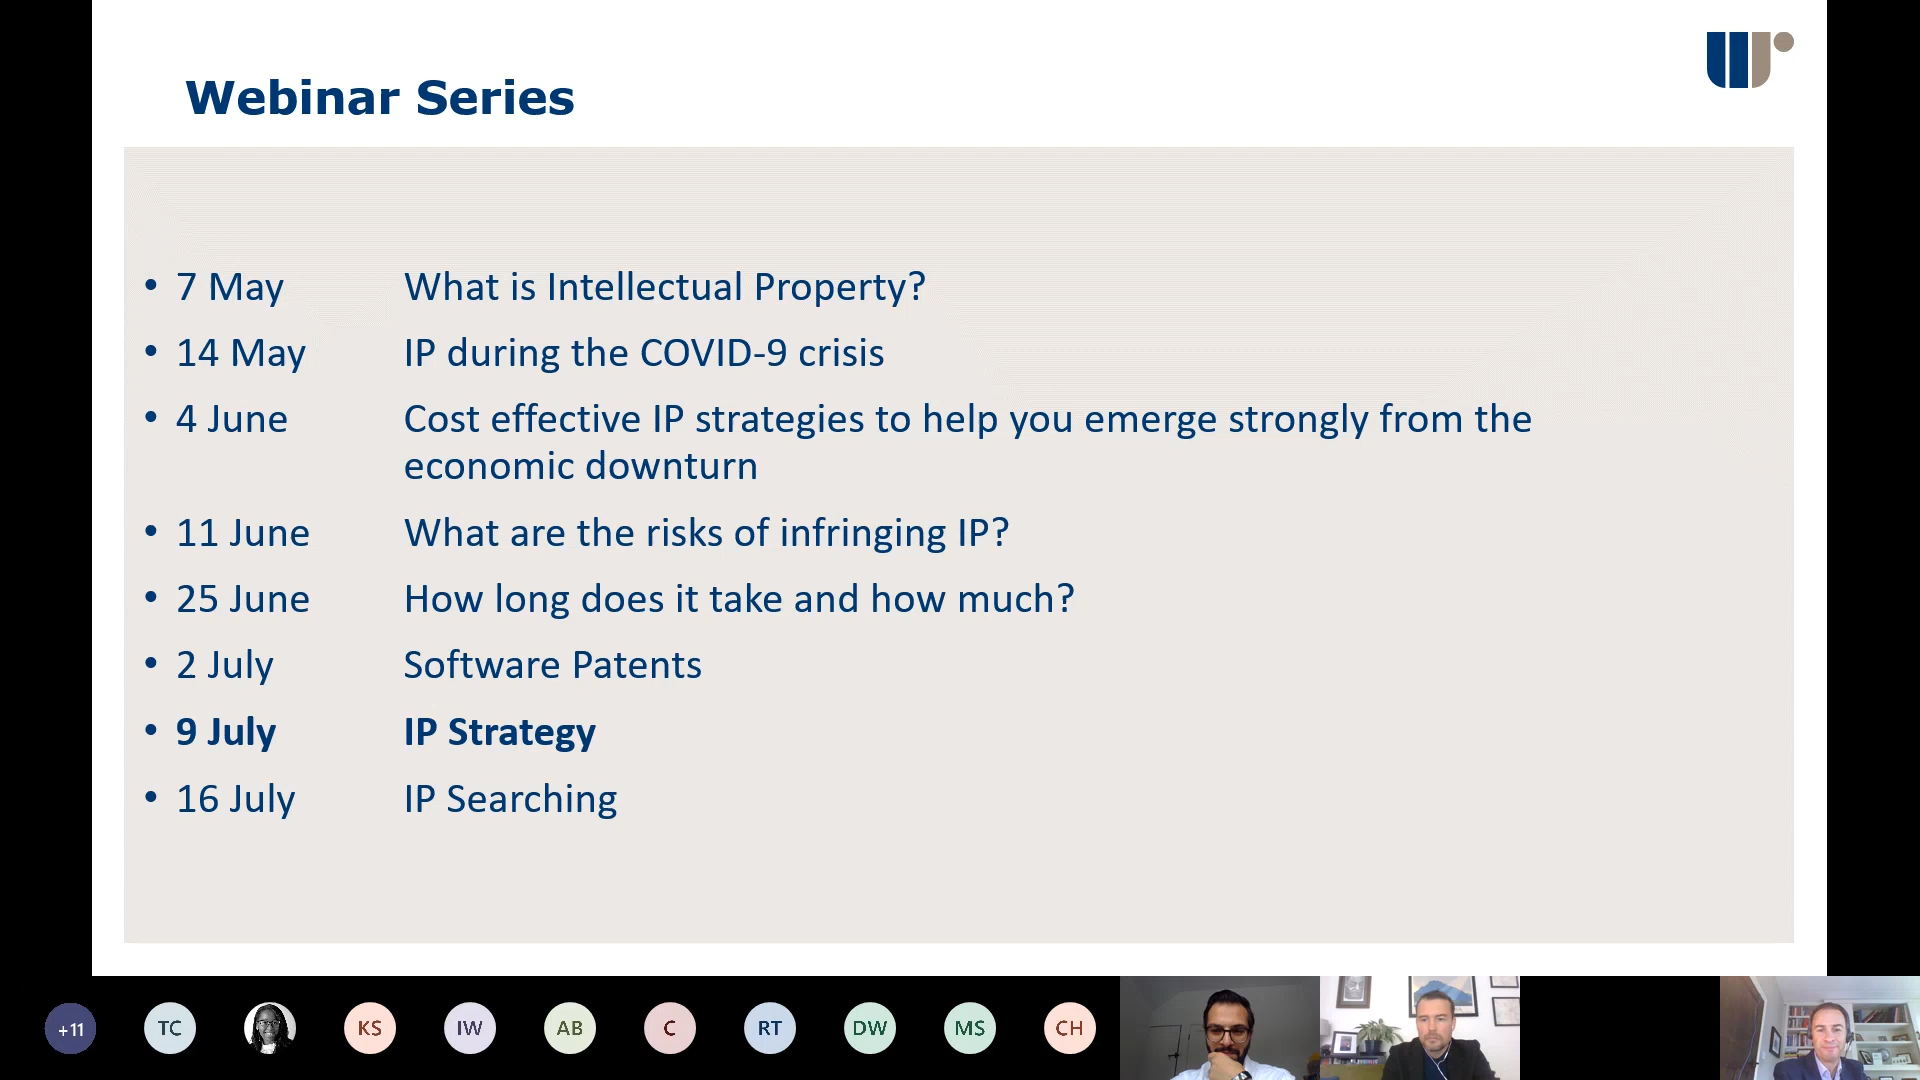 Webinar Series
• 7 May What is Intellectual Property?
• 14 May IP during the COVID-9 crisis
• 4 June Cost effective IP strategies to help you emerge strongly from the
economic downturn
• 11 June What are the risks of infringing IP?
• 25 June How long does it take and how much?
• 2 July Software Patents
• 9 July IP Strategy
• 16 July IP Searching
+11 TC KS IW AB C RT DW MS CH